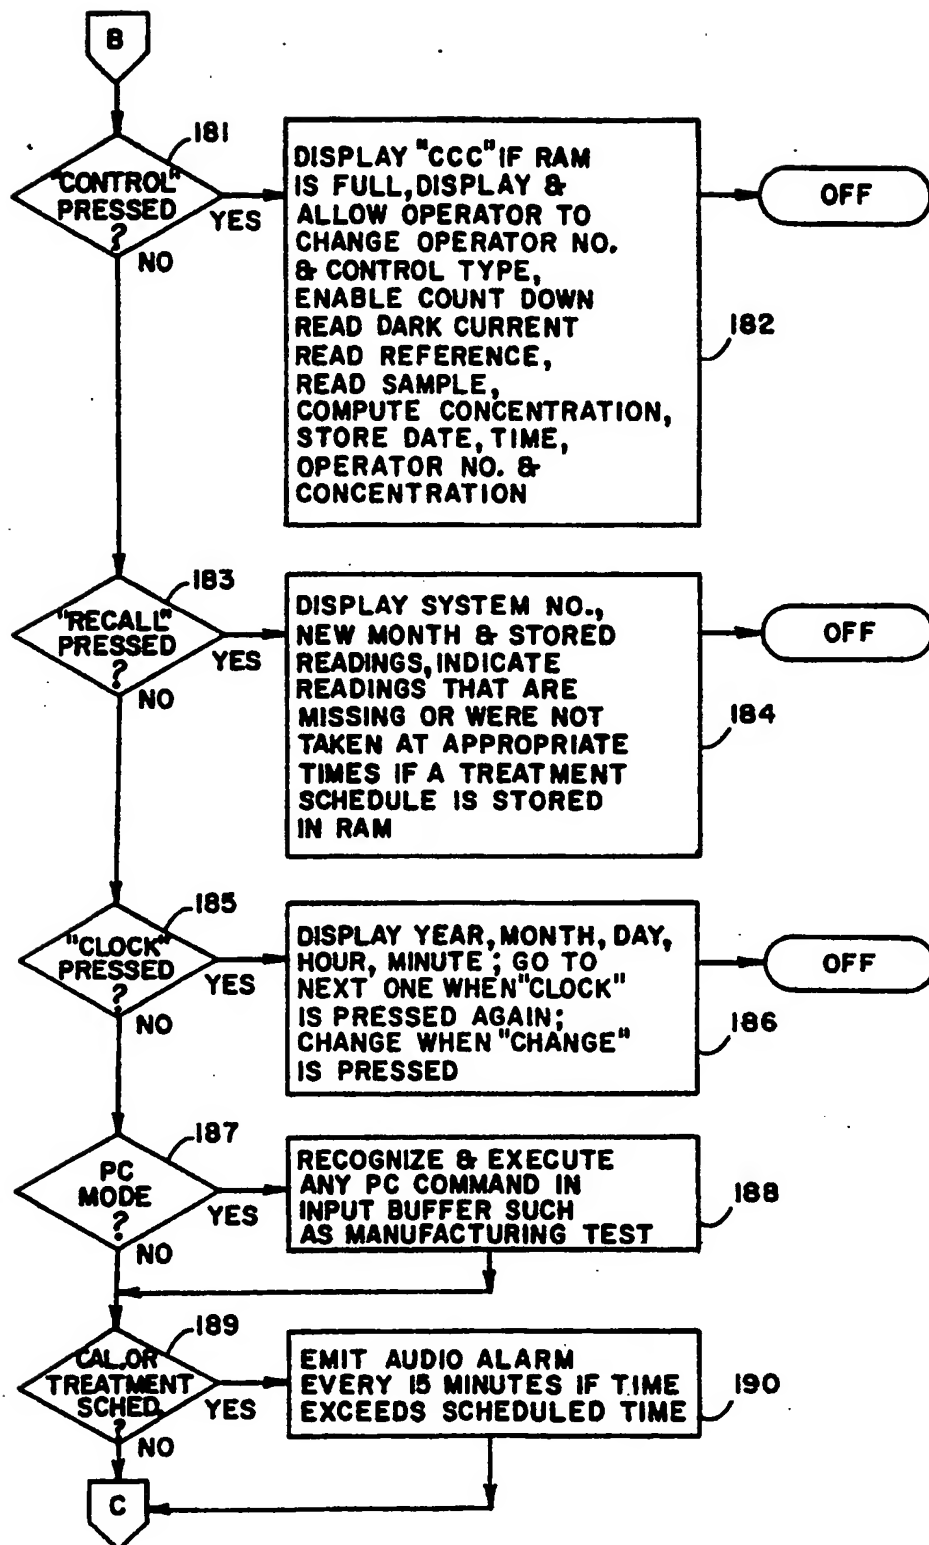 B
181
"CONTROL"
PRESSED
?
YES
NO
DISPLAY "CCC" IF RAM
IS FULL, DISPLAY &
ALLOW OPERATOR TO
CHANGE OPERATOR NO.
& CONTROL TYPE,
ENABLE COUNT DOWN
READ DARK CURRENT
READ REFERENCE,
READ SAMPLE,
COMPUTE CONCENTRATION,
STORE DATE, TIME,
OPERATOR NO. &
CONCENTRATION
182
OFF
183
"RECALL"
PRESSED
?
YES
NO
DISPLAY SYSTEM NO.,
NEW MONTH & STORED
READINGS, INDICATE
READINGS THAT ARE
MISSING OR WERE NOT
TAKEN AT APPROPRIATE
TIMES IF A TREATMENT
SCHEDULE IS STORED
IN RAM
184
OFF
185
"CLOCK"
PRESSED
?
YES
NO
DISPLAY YEAR, MONTH, DAY,
HOUR, MINUTE; GO TO
NEXT ONE WHEN "CLOCK"
IS PRESSED AGAIN;
CHANGE WHEN "CHANGE"
IS PRESSED
186
OFF
187
PC
MODE
?
YES
NO
RECOGNIZE & EXECUTE
ANY PC COMMAND IN
INPUT BUFFER SUCH
AS MANUFACTURING TEST
188
189
CAL. OR
TREATMENT
SCHED.
?
YES
NO
EMIT AUDIO ALARM
EVERY 15 MINUTES IF TIME
EXCEEDS SCHEDULED TIME
190
C